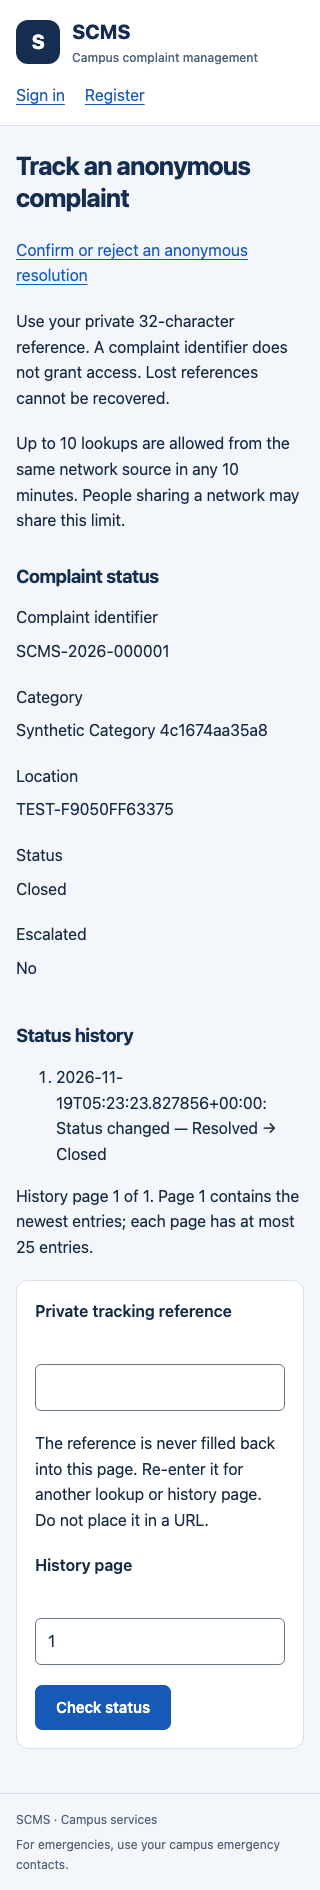 S
SCMS
Campus complaint management
Sign in Register
Track an anonymous
complaint
Confirm or reject an anonymous
resolution
Use your private 32-character
reference. A complaint identifier does
not grant access. Lost references
cannot be recovered.
Up to 10 lookups are allowed from the
same network source in any 10
minutes. People sharing a network may
share this limit.
Complaint status
Complaint identifier
SCMS-2026-000001
Category
Synthetic Category 4c1674aa35a8
Location
TEST-F9050FF63375
Status
Closed
Escalated
No
Status history
1. 2026-11-
19T05:23:23.827856+00:00:
Status changed — Resolved →
Closed
History page 1 of 1. Page 1 contains the
newest entries; each page has at most
25 entries.
Private tracking reference
The reference is never filled back
into this page. Re-enter it for
another lookup or history page.
Do not place it in a URL.
History page
1
Check status
SCMS · Campus services
For emergencies, use your campus emergency
contacts.